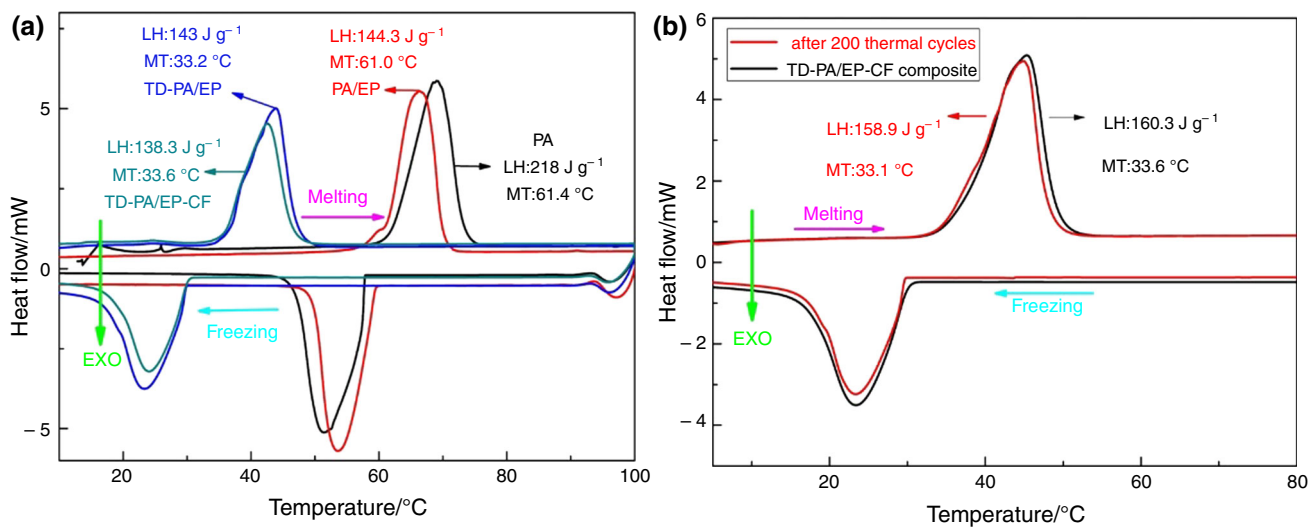 (a)
LH:143 J g⁻¹
MT:33.2 °C
TD-PA/EP
LH:144.3 J g⁻¹
MT:61.0 °C
PA/EP
LH:138.3 J g⁻¹
MT:33.6 °C
TD-PA/EP-CF
PA
LH:218 J g⁻¹
MT:61.4 °C
Melting
Freezing
EXO
5
0
−5
Heat flow/mW
20
40
60
80
100
Temperature/°C
(b)
after 200 thermal cycles
TD-PA/EP-CF composite
LH:158.9 J g⁻¹
MT:33.1 °C
LH:160.3 J g⁻¹
MT:33.6 °C
Melting
Freezing
EXO
6
4
2
0
−2
−4
Heat flow/mW
20
40
60
80
Temperature/°C